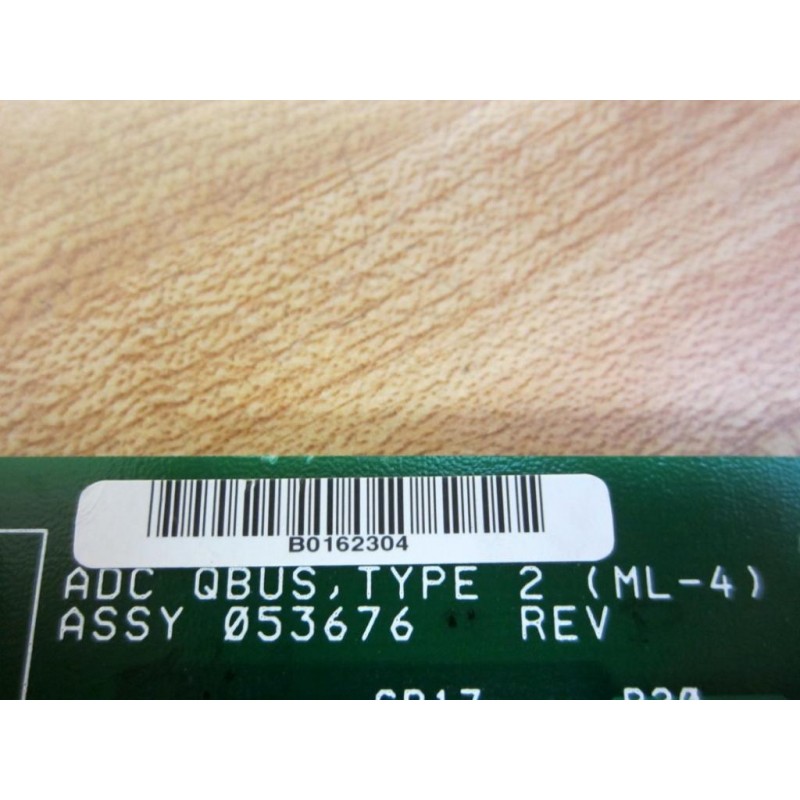 B0162304
ADC QBUS, TYPE 2 (ML-4)
ASSY Ø53676 REV